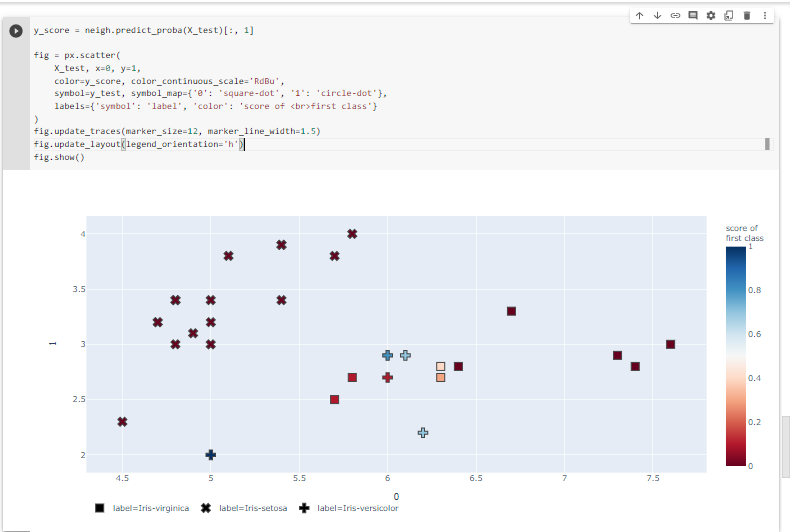 y_score = neigh.predict_proba(X_test)[:, 1]
fig = px.scatter(
X_test, x=0, y=1,
color=y_score, color_continuous_scale='RdBu',
symbol=y_test, symbol_map={'0': 'square-dot', '1': 'circle-dot'},
labels={'symbol': 'label', 'color': 'score of <br>first class'}
)
fig.update_traces(marker_size=12, marker_line_width=1.5)
fig.update_layout(legend_orientation='h')
fig.show()
score of
first class
1
0.8
0.6
0.4
0.2
0
4
3.5
3
2.5
2
1
4.5
5
5.5
6
6.5
7
7.5
0
label=Iris-virginica
label=Iris-setosa
label=Iris-versicolor